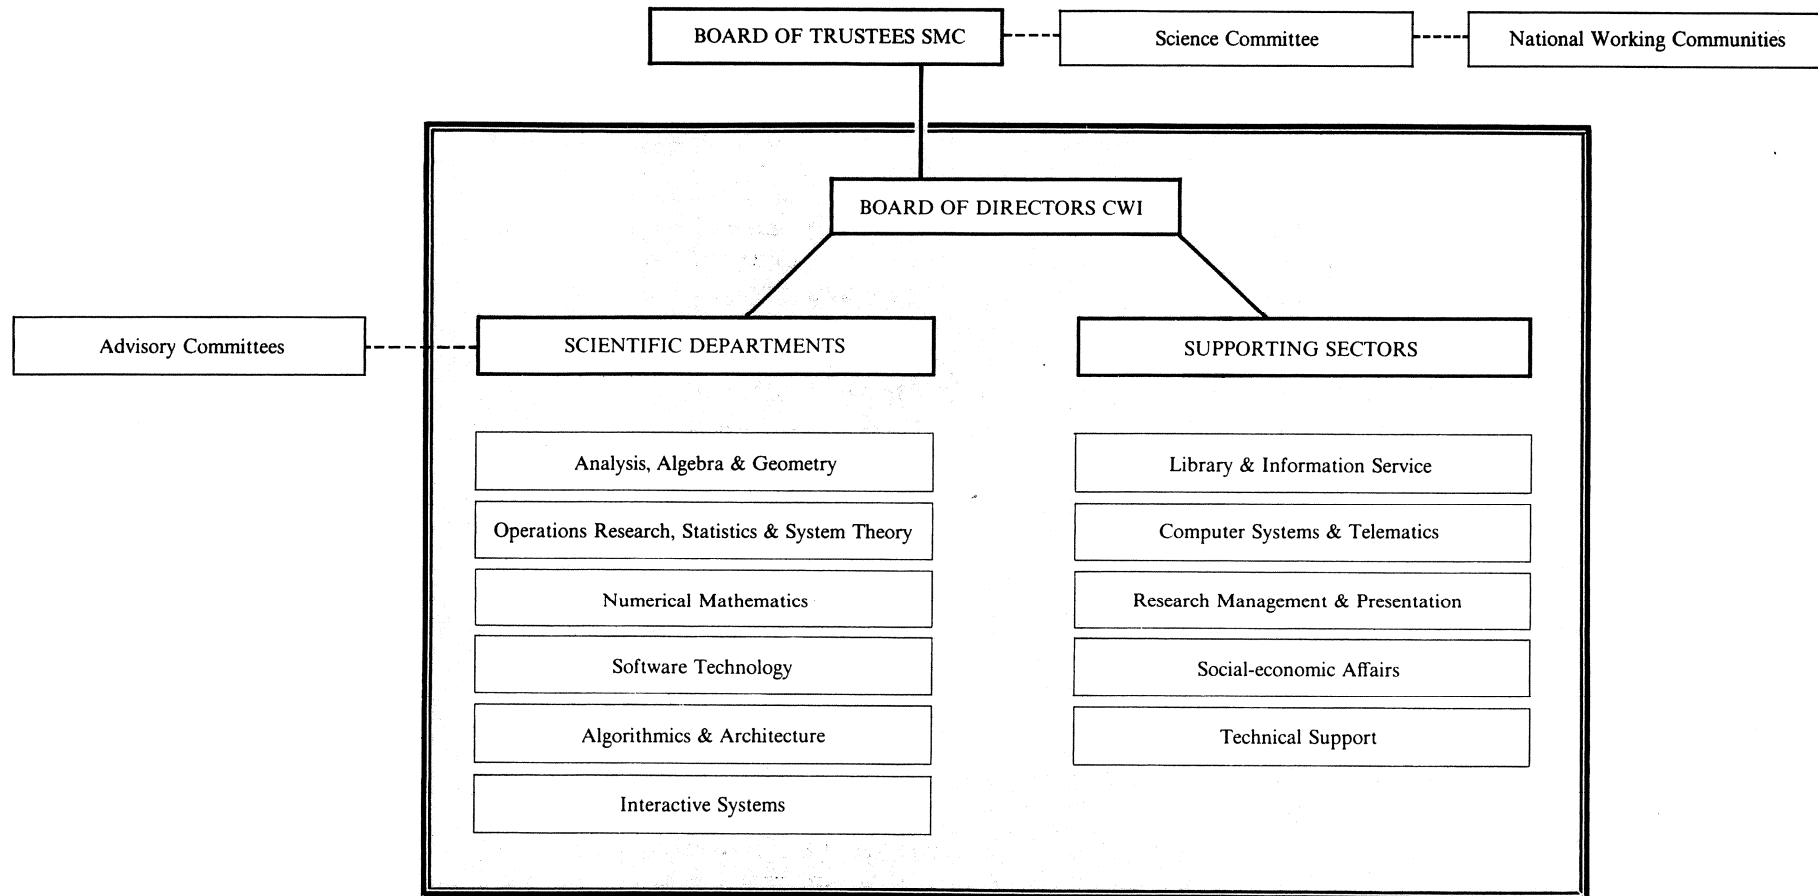 BOARD OF TRUSTEES SMC
Science Committee
National Working Communities
BOARD OF DIRECTORS CWI
Advisory Committees
SCIENTIFIC DEPARTMENTS
SUPPORTING SECTORS
Analysis, Algebra & Geometry
Library & Information Service
Operations Research, Statistics & System Theory
Computer Systems & Telematics
Numerical Mathematics
Research Management & Presentation
Software Technology
Social-economic Affairs
Algorithmics & Architecture
Technical Support
Interactive Systems